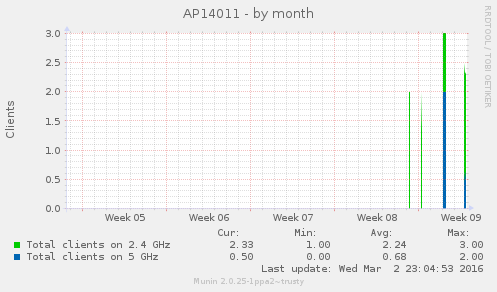 AP14011 - by month
RRDTOOL / TOBI OETIKER
Clients
3.0
2.5
2.0
1.5
1.0
0.5
0.0
Week 05 Week 06 Week 07 Week 08 Week 09
Cur: Min: Avg: Max:
Total clients on 2.4 GHz 2.33 1.00 2.24 3.00
Total clients on 5 GHz 0.50 0.00 0.68 2.00
Last update: Wed Mar 2 23:04:53 2016
Munin 2.0.25-1ppa2~trusty